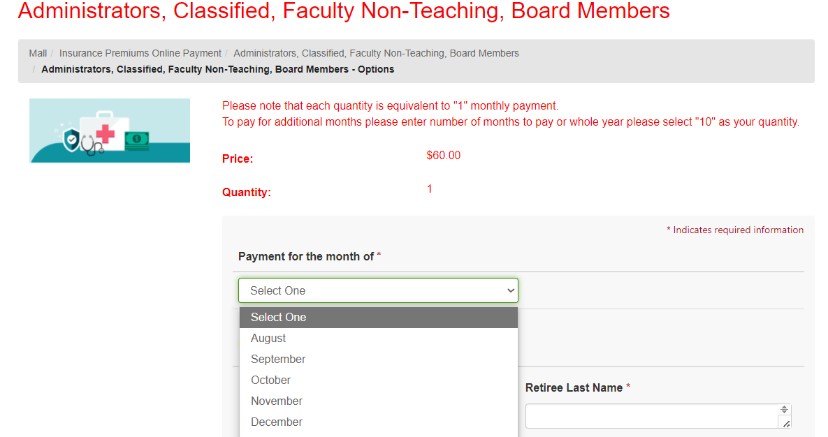 Administrators, Classified, Faculty Non-Teaching, Board Members
Mall / Insurance Premiums Online Payment / Administrators, Classified, Faculty Non-Teaching, Board Members
/ Administrators, Classified, Faculty Non-Teaching, Board Members - Options
Please note that each quantity is equivalent to "1" monthly payment.
To pay for additional months please enter number of months to pay or whole year please select "10" as your quantity.
Price: $60.00
Quantity: 1
* Indicates required information
Payment for the month of *
Select One
Select One
August
September
October
November
December
Retiree Last Name *